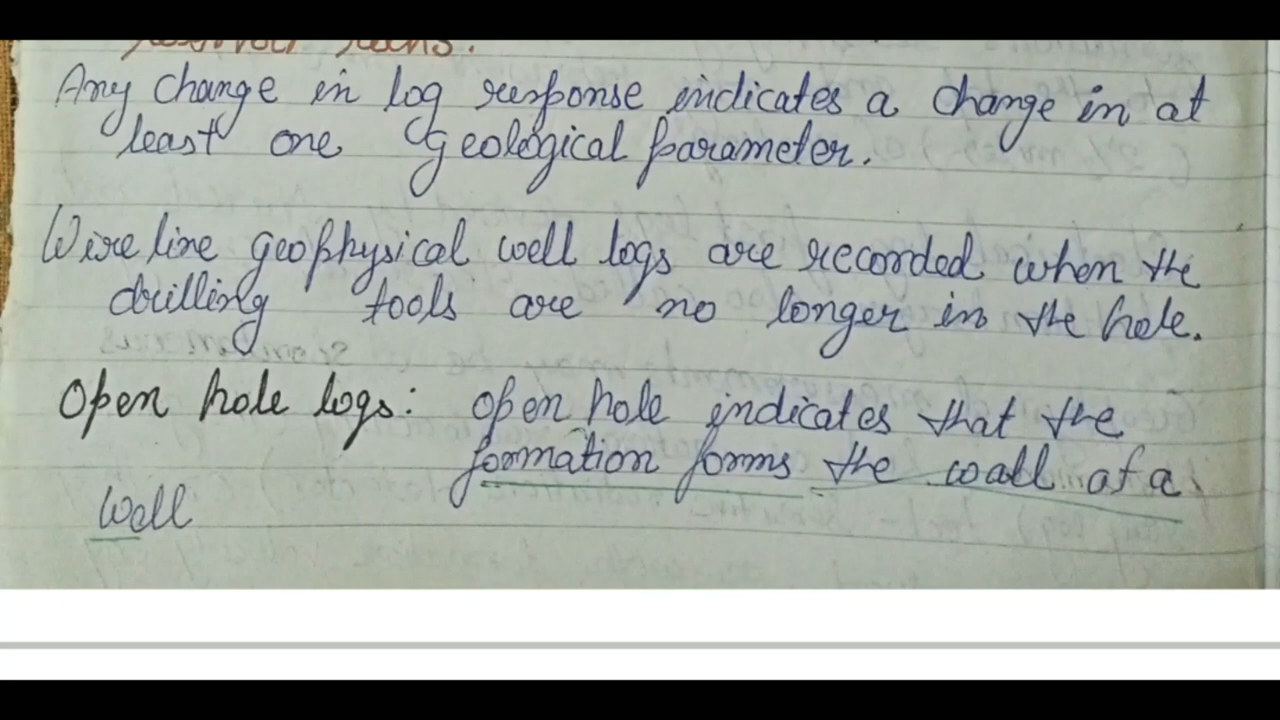 Any change in log response indicates a change in at
least one Geological parameter.
Wire line geophysical well logs are recorded when the
drilling tools are no longer in the hole.
Open hole logs: open hole indicates that the
formation forms the wall of a
well